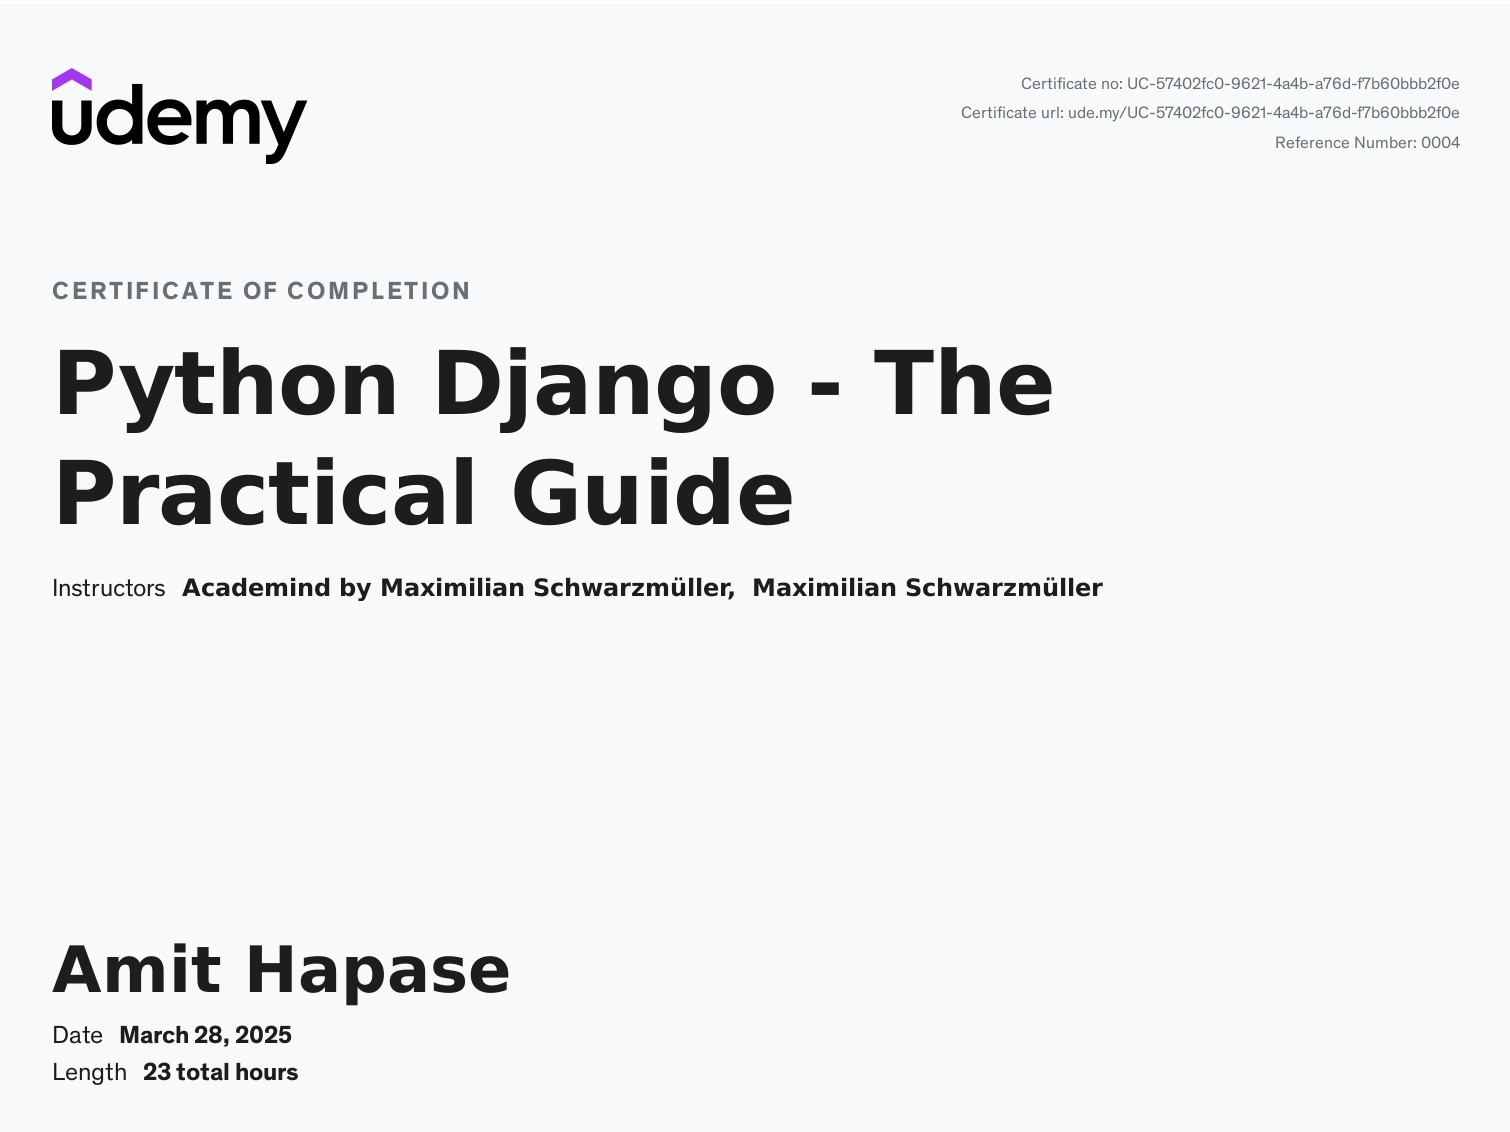 udemy
Certificate no: UC-57402fc0-9621-4a4b-a76d-f7b60bbb2f0e
Certificate url: ude.my/UC-57402fc0-9621-4a4b-a76d-f7b60bbb2f0e
Reference Number: 0004
CERTIFICATE OF COMPLETION
Python Django - The
Practical Guide
Instructors Academind by Maximilian Schwarzmüller, Maximilian Schwarzmüller
Amit Hapase
Date March 28, 2025
Length 23 total hours